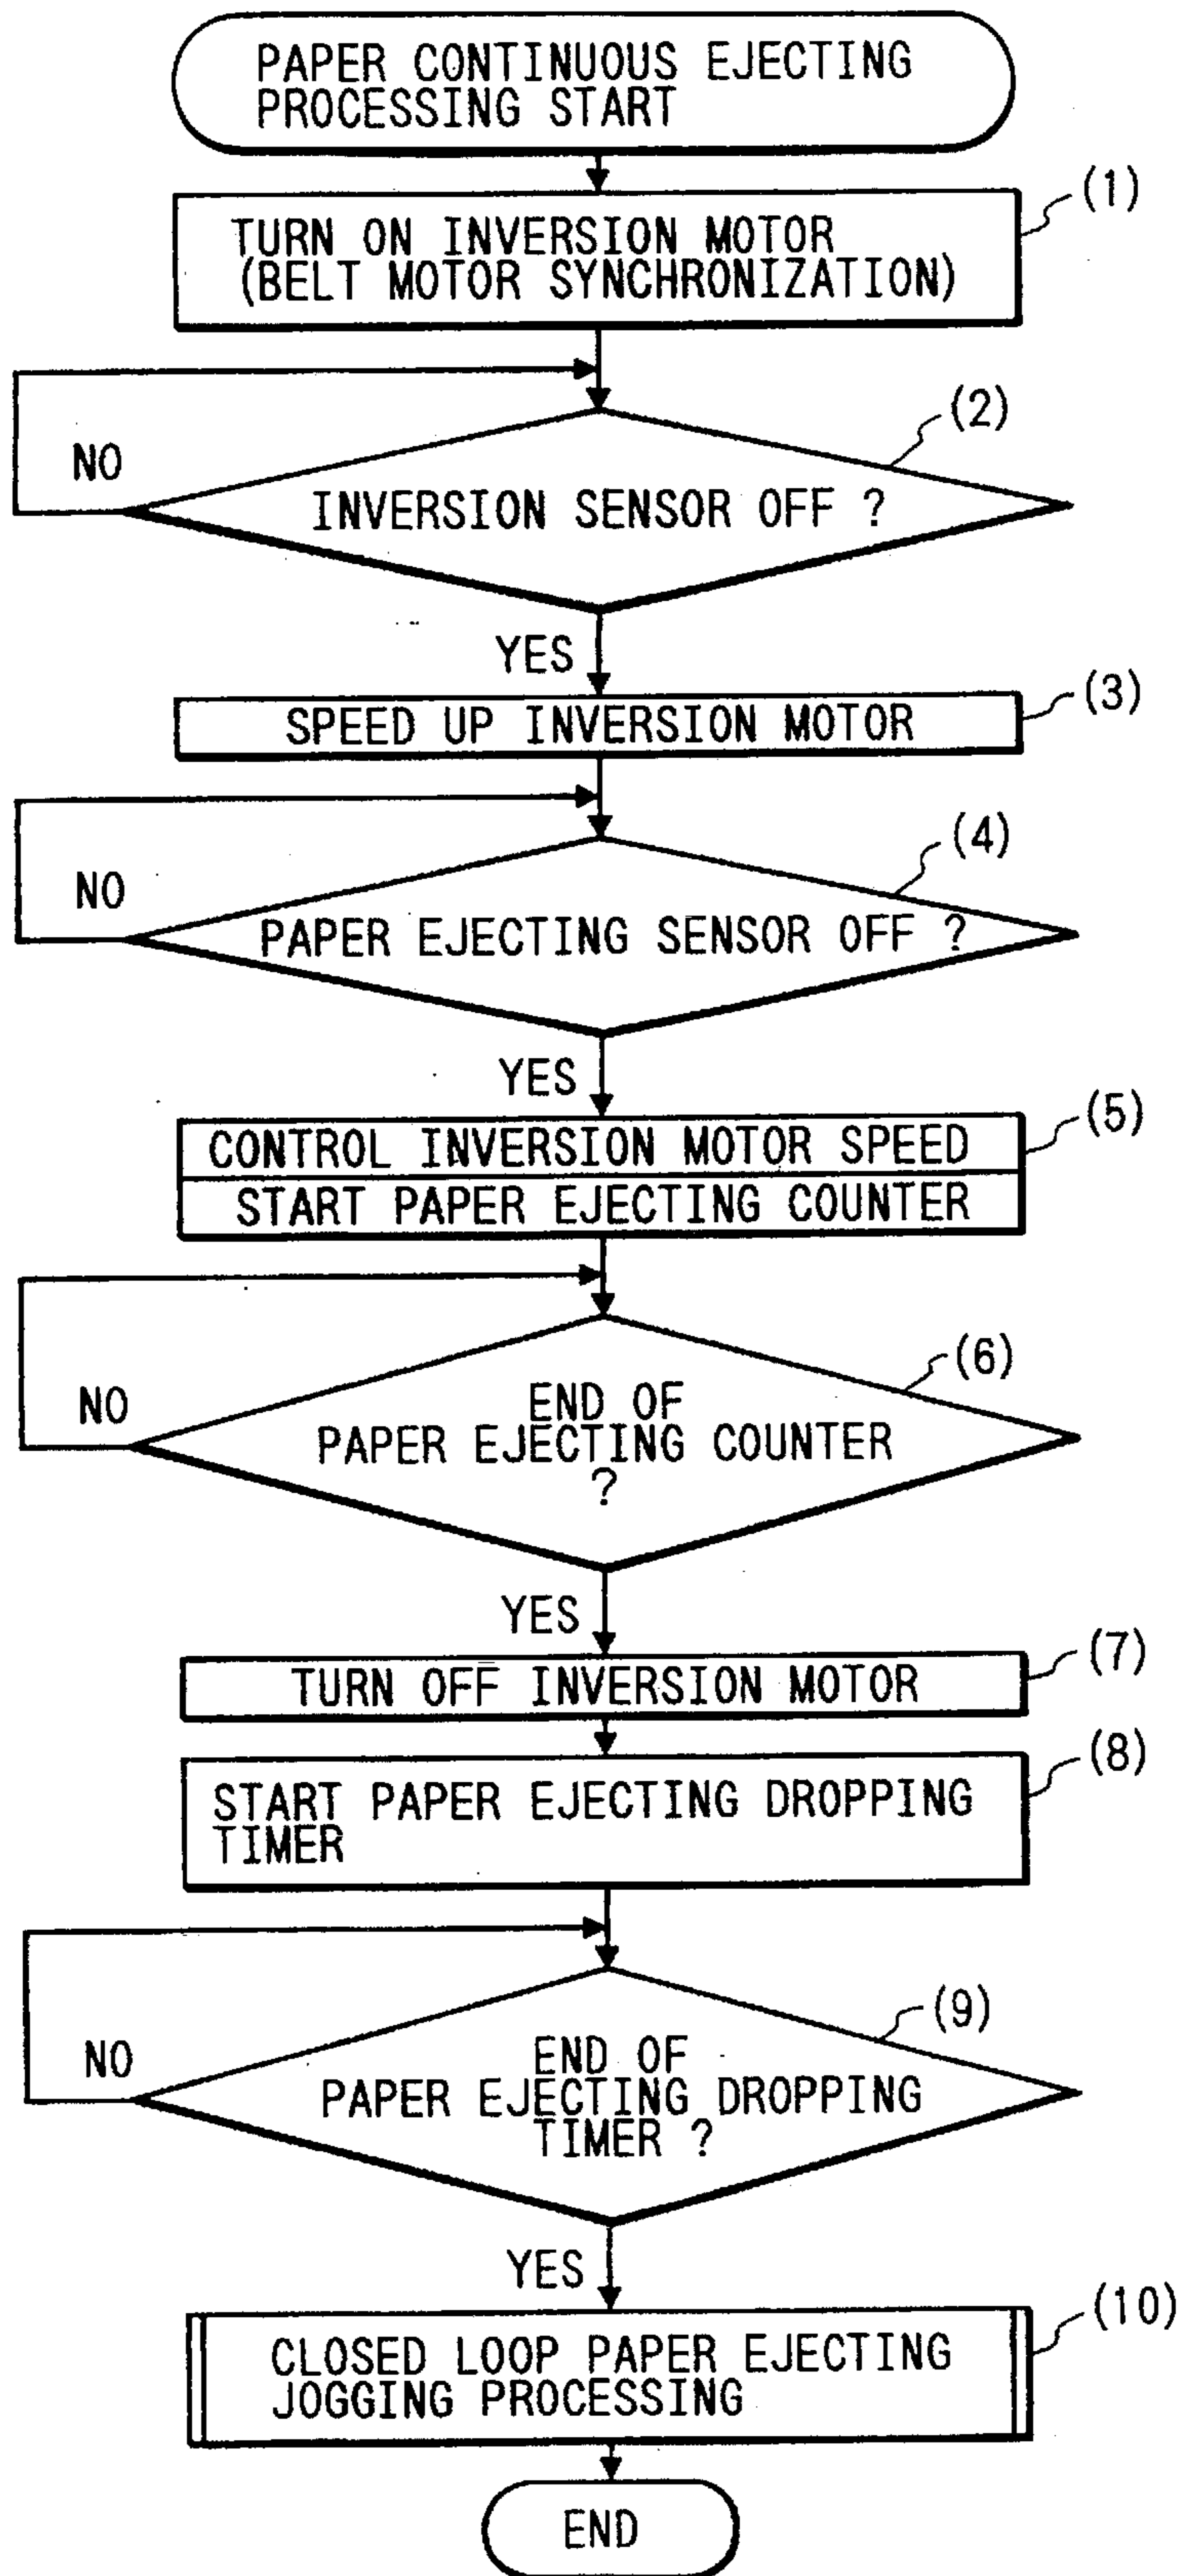 PAPER CONTINUOUS EJECTING
PROCESSING START
(1)
TURN ON INVERSION MOTOR
(BELT MOTOR SYNCHRONIZATION)
(2)
NO
INVERSION SENSOR OFF ?
YES
(3)
SPEED UP INVERSION MOTOR
(4)
NO
PAPER EJECTING SENSOR OFF ?
YES
(5)
CONTROL INVERSION MOTOR SPEED
START PAPER EJECTING COUNTER
(6)
NO
END OF
PAPER EJECTING COUNTER
?
YES
(7)
TURN OFF INVERSION MOTOR
(8)
START PAPER EJECTING DROPPING
TIMER
(9)
NO
END OF
PAPER EJECTING DROPPING
TIMER ?
YES
(10)
CLOSED LOOP PAPER EJECTING
JOGGING PROCESSING
END